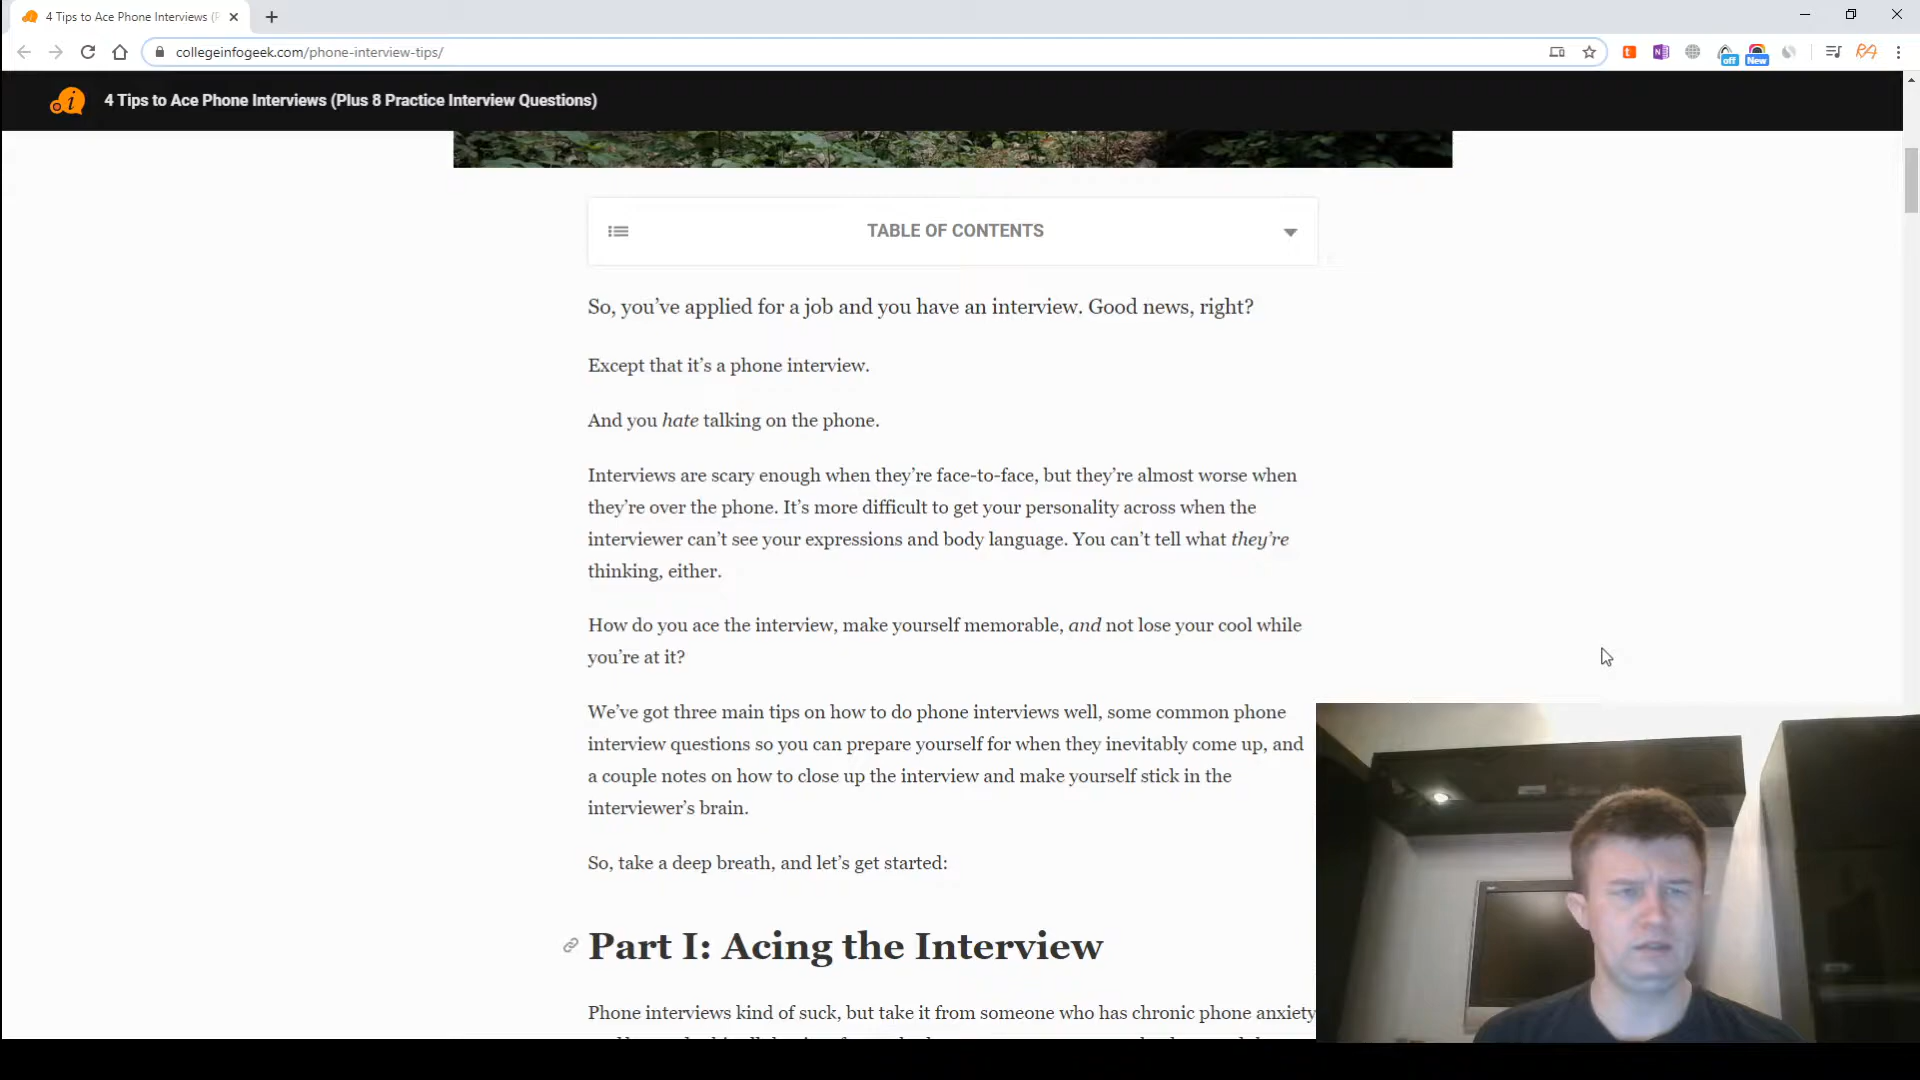 4 Tips to Ace Phone Interviews (P
collegeinfogeek.com/phone-interview-tips/
off
New
4 Tips to Ace Phone Interviews (Plus 8 Practice Interview Questions)
TABLE OF CONTENTS
So, you’ve applied for a job and you have an interview. Good news, right?
Except that it’s a phone interview.
And you hate talking on the phone.
Interviews are scary enough when they’re face-to-face, but they’re almost worse when
they’re over the phone. It’s more difficult to get your personality across when the
interviewer can’t see your expressions and body language. You can’t tell what they’re
thinking, either.
How do you ace the interview, make yourself memorable, and not lose your cool while
you’re at it?
We’ve got three main tips on how to do phone interviews well, some common phone
interview questions so you can prepare yourself for when they inevitably come up, and
a couple notes on how to close up the interview and make yourself stick in the
interviewer’s brain.
So, take a deep breath, and let’s get started:
Part I: Acing the Interview
Phone interviews kind of suck, but take it from someone who has chronic phone anxiety